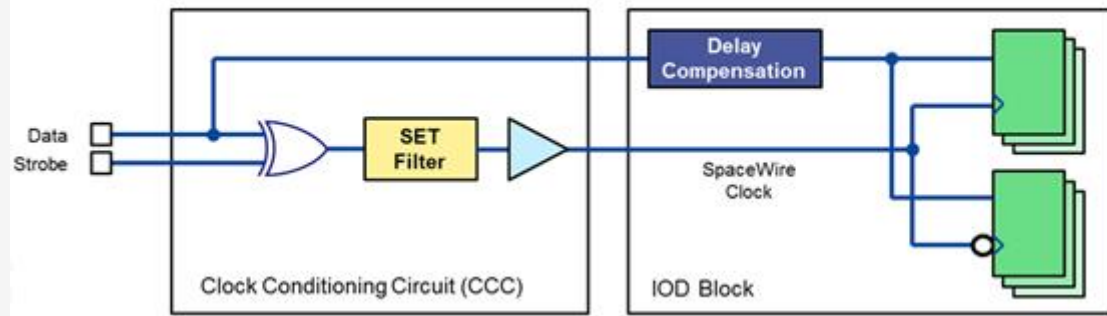 Data
Strobe
SET
Filter
Clock Conditioning Circuit (CCC)
Delay
Compensation
SpaceWire
Clock
IOD Block